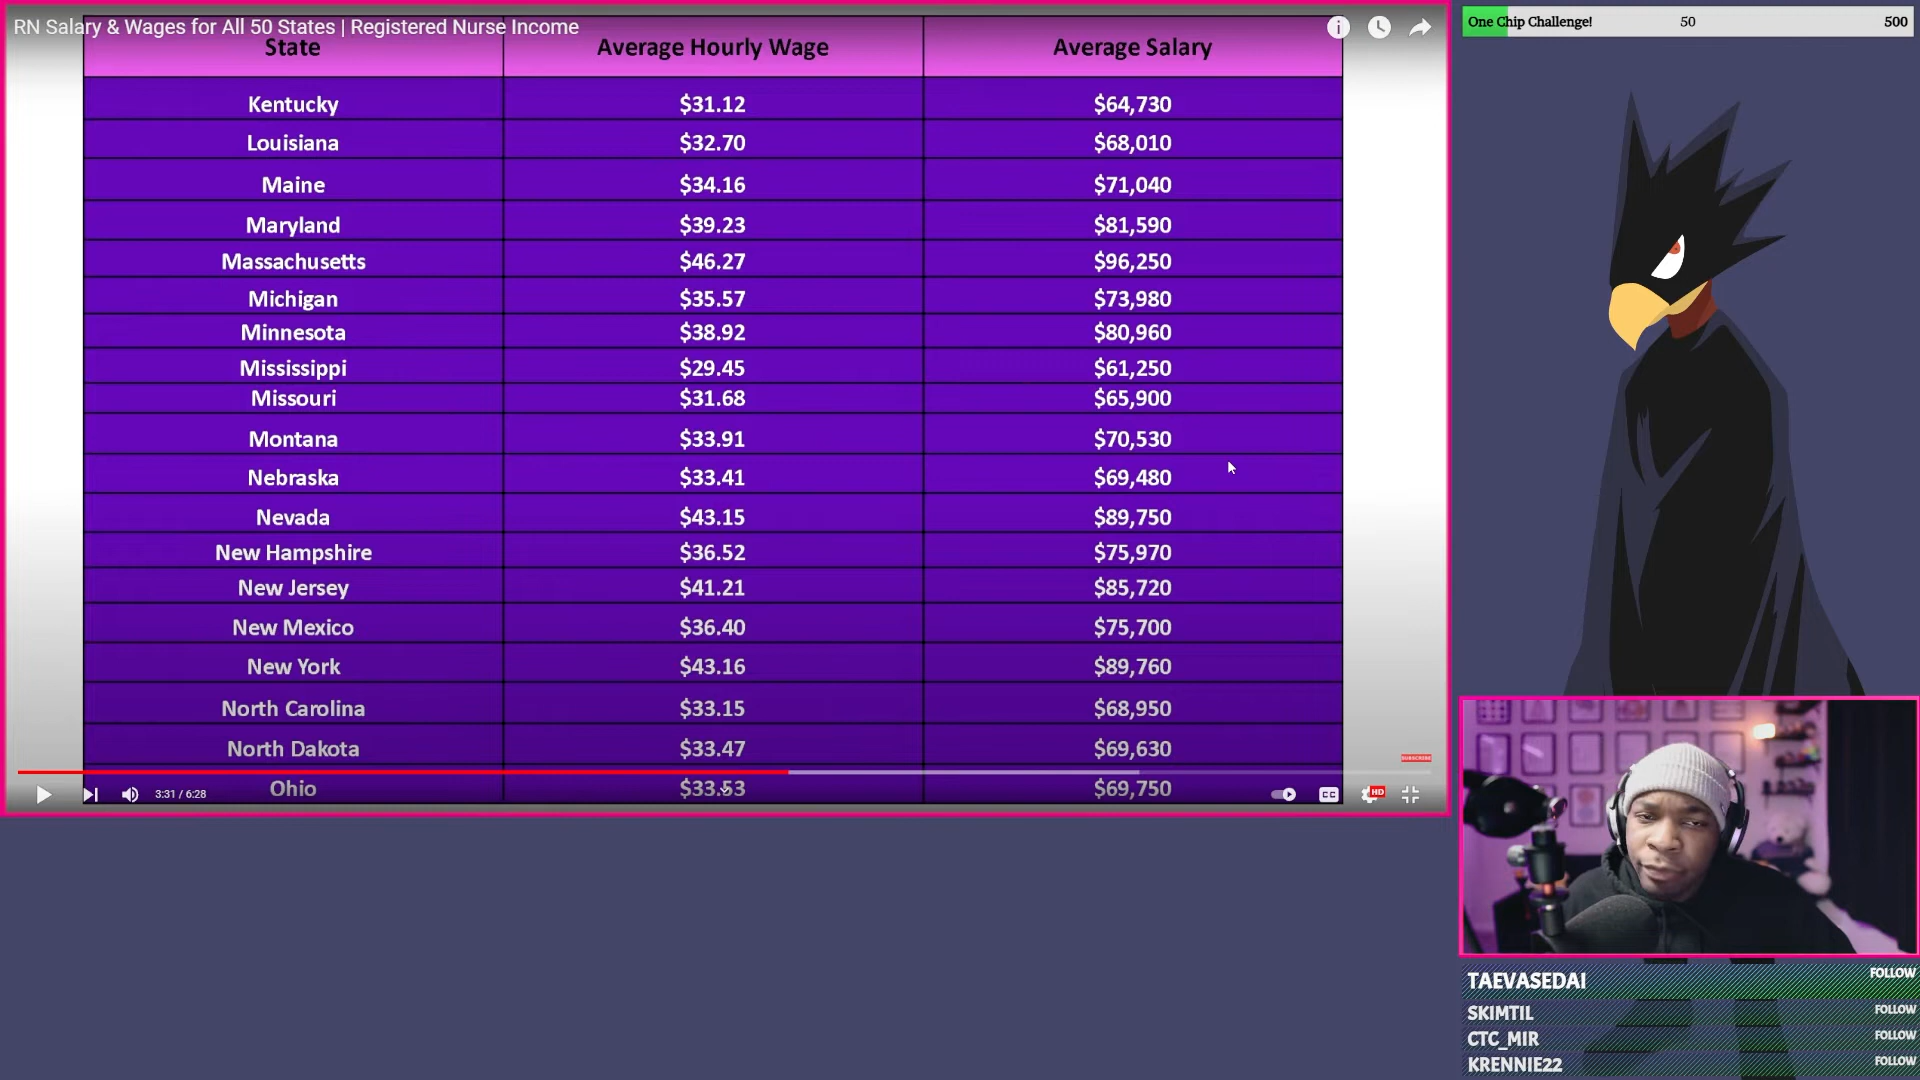 RN Salary & Wages for All 50 States | Registered Nurse Income
State Average Hourly Wage Average Salary
Kentucky $31.12 $64,730
Louisiana $32.70 $68,010
Maine $34.16 $71,040
Maryland $39.23 $81,590
Massachusetts $46.27 $96,250
Michigan $35.57 $73,980
Minnesota $38.92 $80,960
Mississippi $29.45 $61,250
Missouri $31.68 $65,900
Montana $33.91 $70,530
Nebraska $33.41 $69,480
Nevada $43.15 $89,750
New Hampshire $36.52 $75,970
New Jersey $41.21 $85,720
New Mexico $36.40 $75,700
New York $43.16 $89,760
North Carolina $33.15 $68,950
North Dakota $33.47 $69,630
SUBSCRIBE
Ohio $33.53 $69,750
3:31 / 6:28
CC
HD
One Chip Challenge! 50 500
TAEVASEDAI FOLLOW
SKIMTIL FOLLOW
CTC_MIR FOLLOW
KRENNIE22 FOLLOW